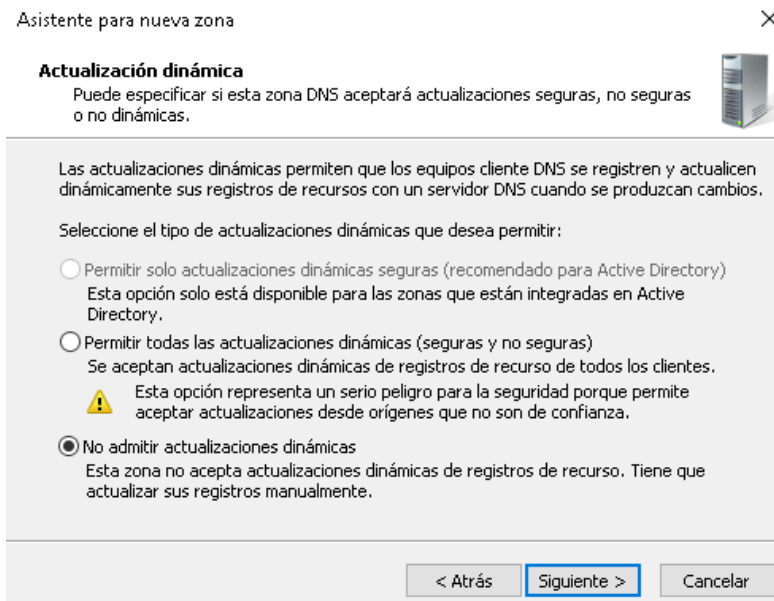 Asistente para nueva zona
Actualización dinámica
Puede especificar si esta zona DNS aceptará actualizaciones seguras, no seguras
o no dinámicas.
Las actualizaciones dinámicas permiten que los equipos cliente DNS se registren y actualicen
dinámicamente sus registros de recursos con un servidor DNS cuando se produzcan cambios.
Seleccione el tipo de actualizaciones dinámicas que desea permitir:
Permitir solo actualizaciones dinámicas seguras (recomendado para Active Directory)
Esta opción solo está disponible para las zonas que están integradas en Active
Directory.
Permitir todas las actualizaciones dinámicas (seguras y no seguras)
Se aceptan actualizaciones dinámicas de registros de recurso de todos los clientes.
Esta opción representa un serio peligro para la seguridad porque permite
aceptar actualizaciones desde orígenes que no son de confianza.
No admitir actualizaciones dinámicas
Esta zona no acepta actualizaciones dinámicas de registros de recurso. Tiene que
actualizar sus registros manualmente.
< Atrás Siguiente > Cancelar